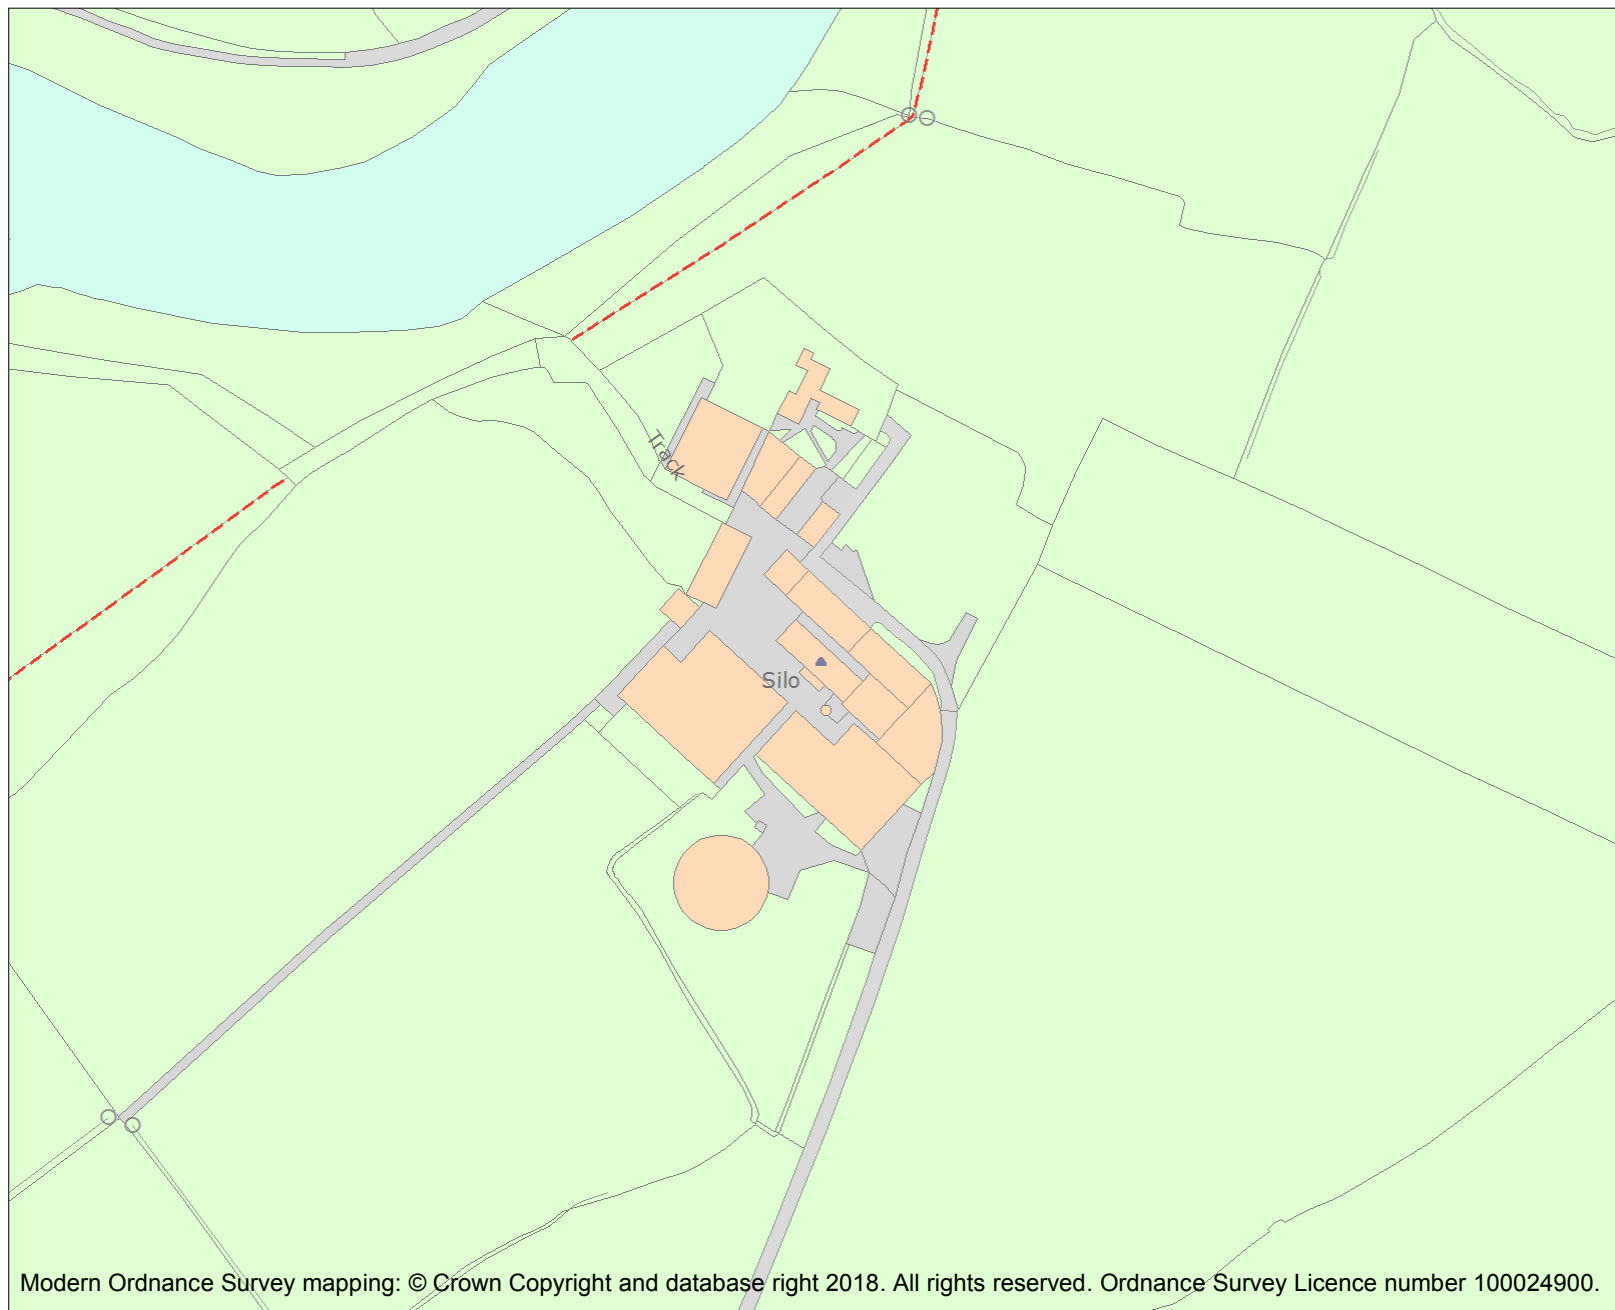 Track
Silo
Modern Ordnance Survey mapping: © Crown Copyright and database right 2018. All rights reserved. Ordnance Survey Licence number 100024900.